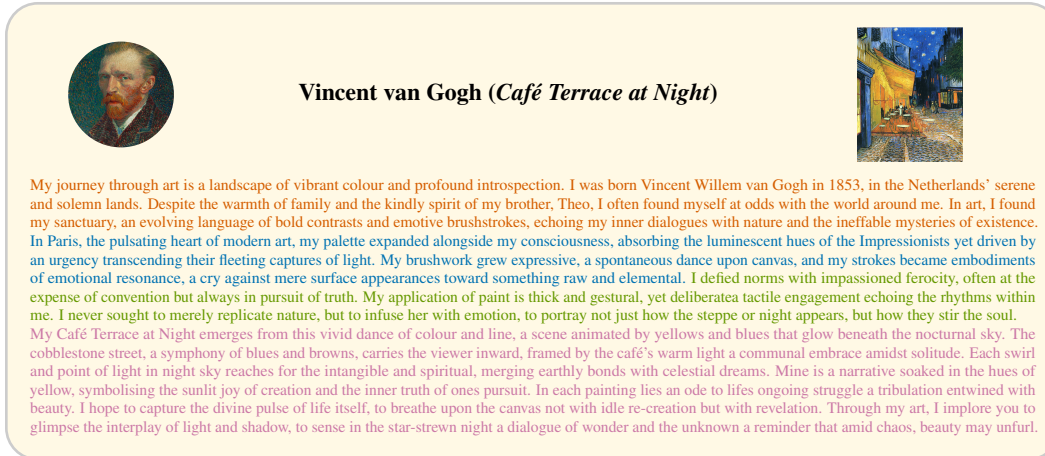 Vincent van Gogh (Café Terrace at Night)
My journey through art is a landscape of vibrant colour and profound introspection. I was born Vincent Willem van Gogh in 1853, in the Netherlands’ serene
and solemn lands. Despite the warmth of family and the kindly spirit of my brother, Theo, I often found myself at odds with the world around me. In art, I found
my sanctuary, an evolving language of bold contrasts and emotive brushstrokes, echoing my inner dialogues with nature and the ineffable mysteries of existence.
In Paris, the pulsating heart of modern art, my palette expanded alongside my consciousness, absorbing the luminescent hues of the Impressionists yet driven by
an urgency transcending their fleeting captures of light. My brushwork grew expressive, a spontaneous dance upon canvas, and my strokes became embodiments
of emotional resonance, a cry against mere surface appearances toward something raw and elemental. I defied norms with impassioned ferocity, often at the
expense of convention but always in pursuit of truth. My application of paint is thick and gestural, yet deliberatea tactile engagement echoing the rhythms within
me. I never sought to merely replicate nature, but to infuse her with emotion, to portray not just how the steppe or night appears, but how they stir the soul.
My Café Terrace at Night emerges from this vivid dance of colour and line, a scene animated by yellows and blues that glow beneath the nocturnal sky. The
cobblestone street, a symphony of blues and browns, carries the viewer inward, framed by the café’s warm light a communal embrace amidst solitude. Each swirl
and point of light in night sky reaches for the intangible and spiritual, merging earthly bonds with celestial dreams. Mine is a narrative soaked in the hues of
yellow, symbolising the sunlit joy of creation and the inner truth of ones pursuit. In each painting lies an ode to lifes ongoing struggle a tribulation entwined with
beauty. I hope to capture the divine pulse of life itself, to breathe upon the canvas not with idle re-creation but with revelation. Through my art, I implore you to
glimpse the interplay of light and shadow, to sense in the star-strewn night a dialogue of wonder and the unknown a reminder that amid chaos, beauty may unfurl.